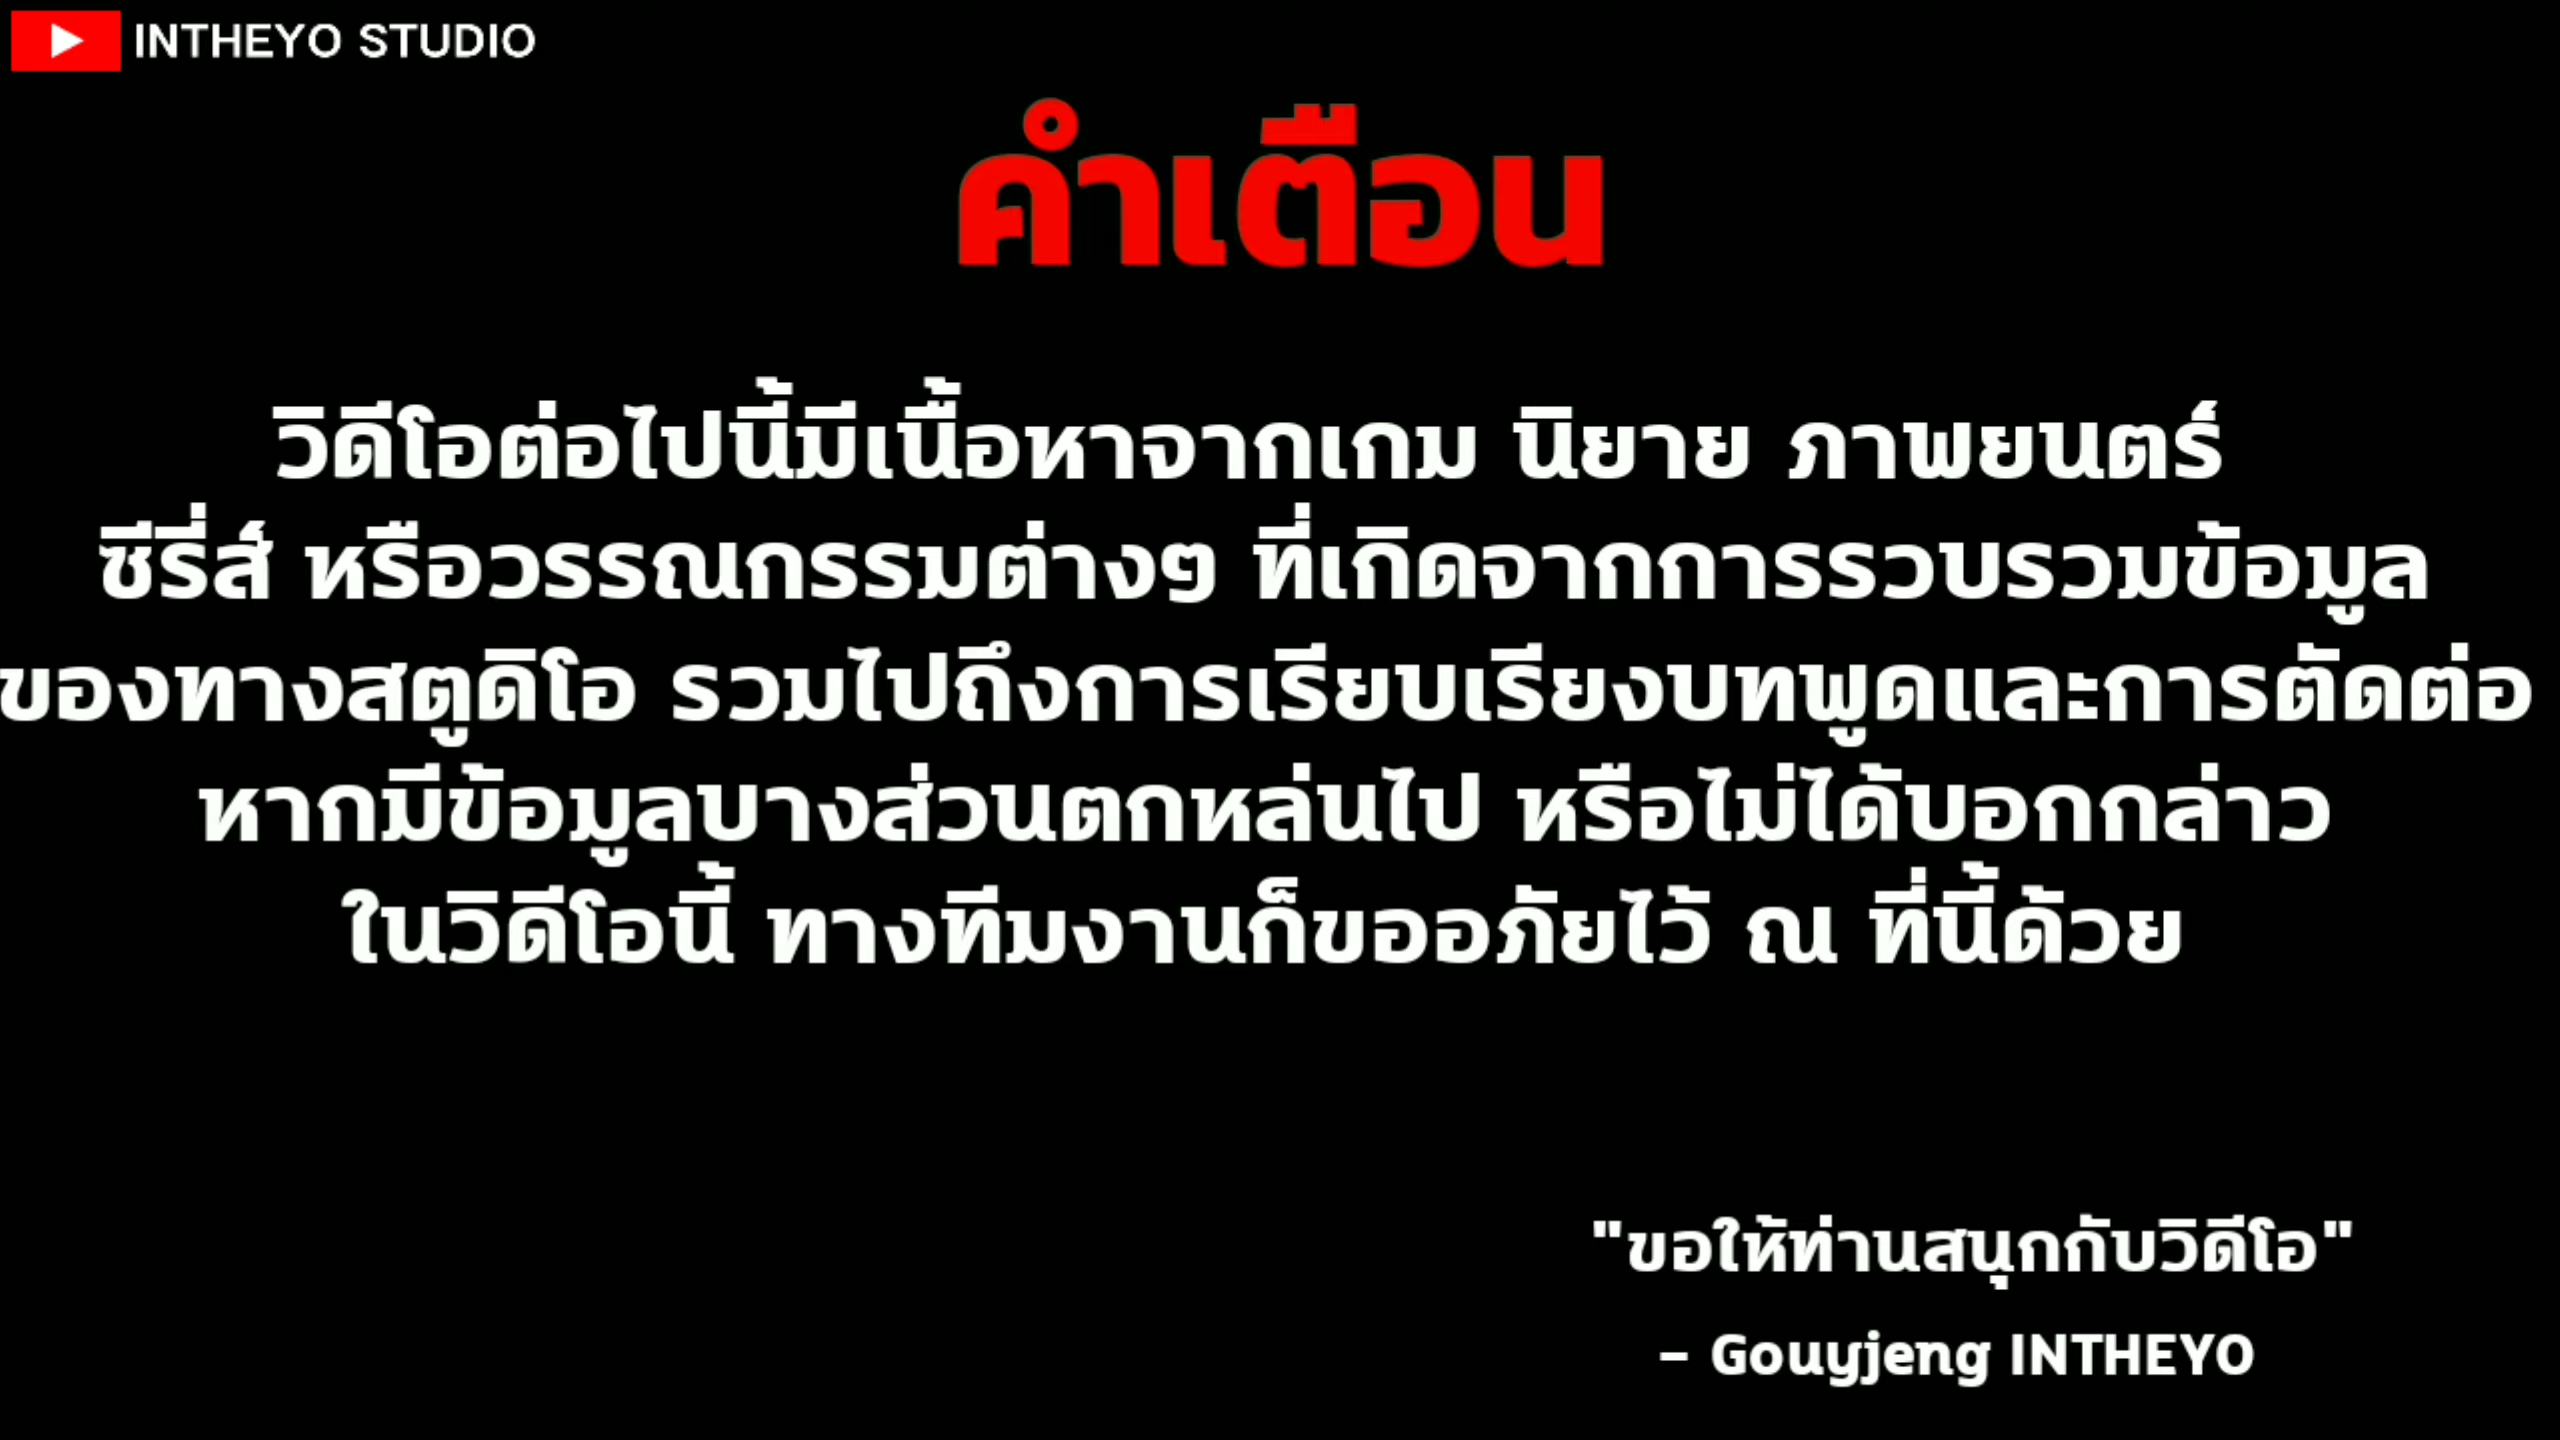 INTHEYO STUDIO
คำเตือน
วิดีโอต่อไปนี้มีเนื้อหาจากเกม นิยาย ภาพยนตร์
ซีรี่ส์ หรือวรรณกรรมต่างๆ ที่เกิดจากการรวบรวมข้อมูล
ของทางสตูดิโอ รวมไปถึงการเรียบเรียงบทพูดและการตัดต่อ
หากมีข้อมูลบางส่วนตกหล่นไป หรือไม่ได้บอกกล่าว
ในวิดีโอนี้ ทางทีมงานก็ขออภัยไว้ ณ ที่นี้ด้วย
"ขอให้ท่านสนุกกับวิดีโอ"
- Gouyjeng INTHEYO